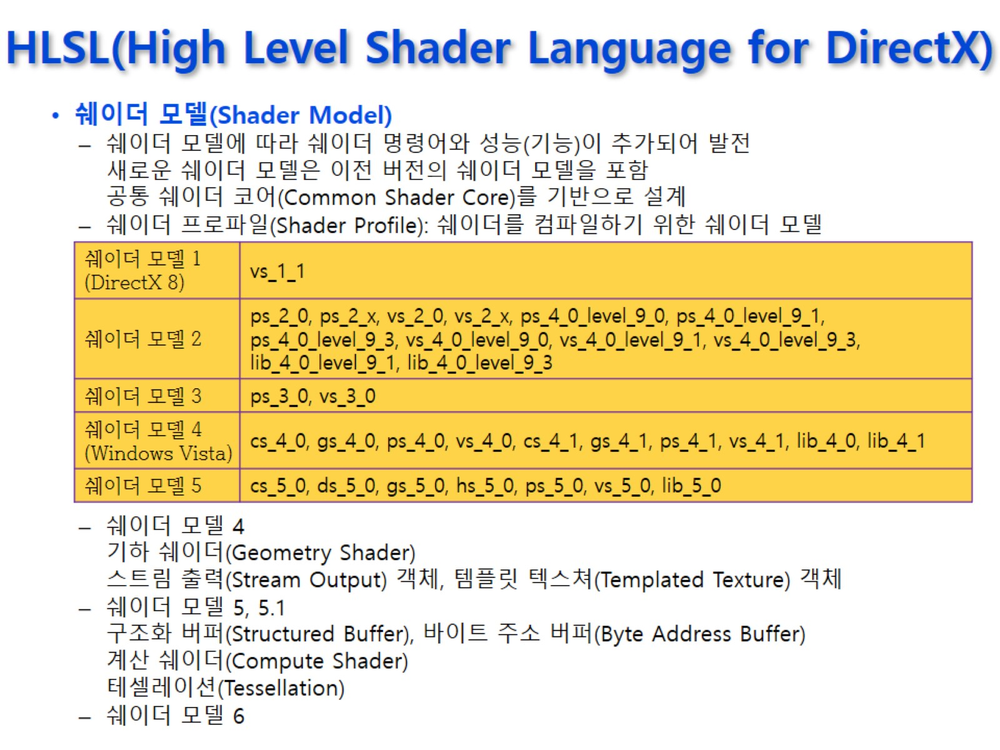 HLSL(High Level Shader Language for DirectX)
• 쉐이더 모델(Shader Model)
– 쉐이더 모델에 따라 쉐이더 명령어와 성능(기능)이 추가되어 발전
새로운 쉐이더 모델은 이전 버전의 쉐이더 모델을 포함
공통 쉐이더 코어(Common Shader Core)를 기반으로 설계
– 쉐이더 프로파일(Shader Profile): 쉐이더를 컴파일하기 위한 쉐이더 모델
쉐이더 모델 1
(DirectX 8)
vs_1_1
쉐이더 모델 2
ps_2_0, ps_2_x, vs_2_0, vs_2_x, ps_4_0_level_9_0, ps_4_0_level_9_1,
ps_4_0_level_9_3, vs_4_0_level_9_0, vs_4_0_level_9_1, vs_4_0_level_9_3,
lib_4_0_level_9_1, lib_4_0_level_9_3
쉐이더 모델 3
ps_3_0, vs_3_0
쉐이더 모델 4
(Windows Vista)
cs_4_0, gs_4_0, ps_4_0, vs_4_0, cs_4_1, gs_4_1, ps_4_1, vs_4_1, lib_4_0, lib_4_1
쉐이더 모델 5
cs_5_0, ds_5_0, gs_5_0, hs_5_0, ps_5_0, vs_5_0, lib_5_0
– 쉐이더 모델 4
기하 쉐이더(Geometry Shader)
스트림 출력(Stream Output) 객체, 템플릿 텍스쳐(Templated Texture) 객체
– 쉐이더 모델 5, 5.1
구조화 버퍼(Structured Buffer), 바이트 주소 버퍼(Byte Address Buffer)
계산 쉐이더(Compute Shader)
테셀레이션(Tessellation)
– 쉐이더 모델 6